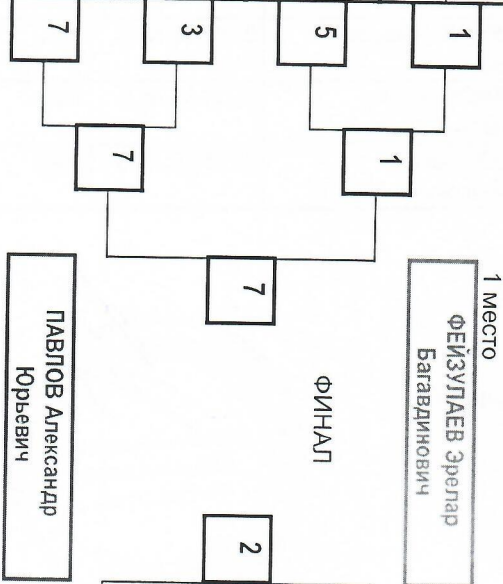 1 место
ФЕЙЗУЛАЕВ Эрелар
Багавдинович
1
5
3
7
1
7
7
ФИНАЛ
2
ПАВЛОВ Александр
Юрьевич